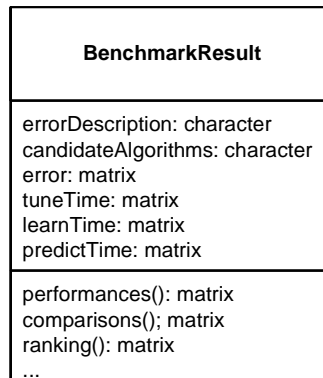 BenchmarkResult
errorDescription: character
candidateAlgorithms: character
error: matrix
tuneTime: matrix
learnTime: matrix
predictTime: matrix
performances(): matrix
comparisons(); matrix
ranking(): matrix
...